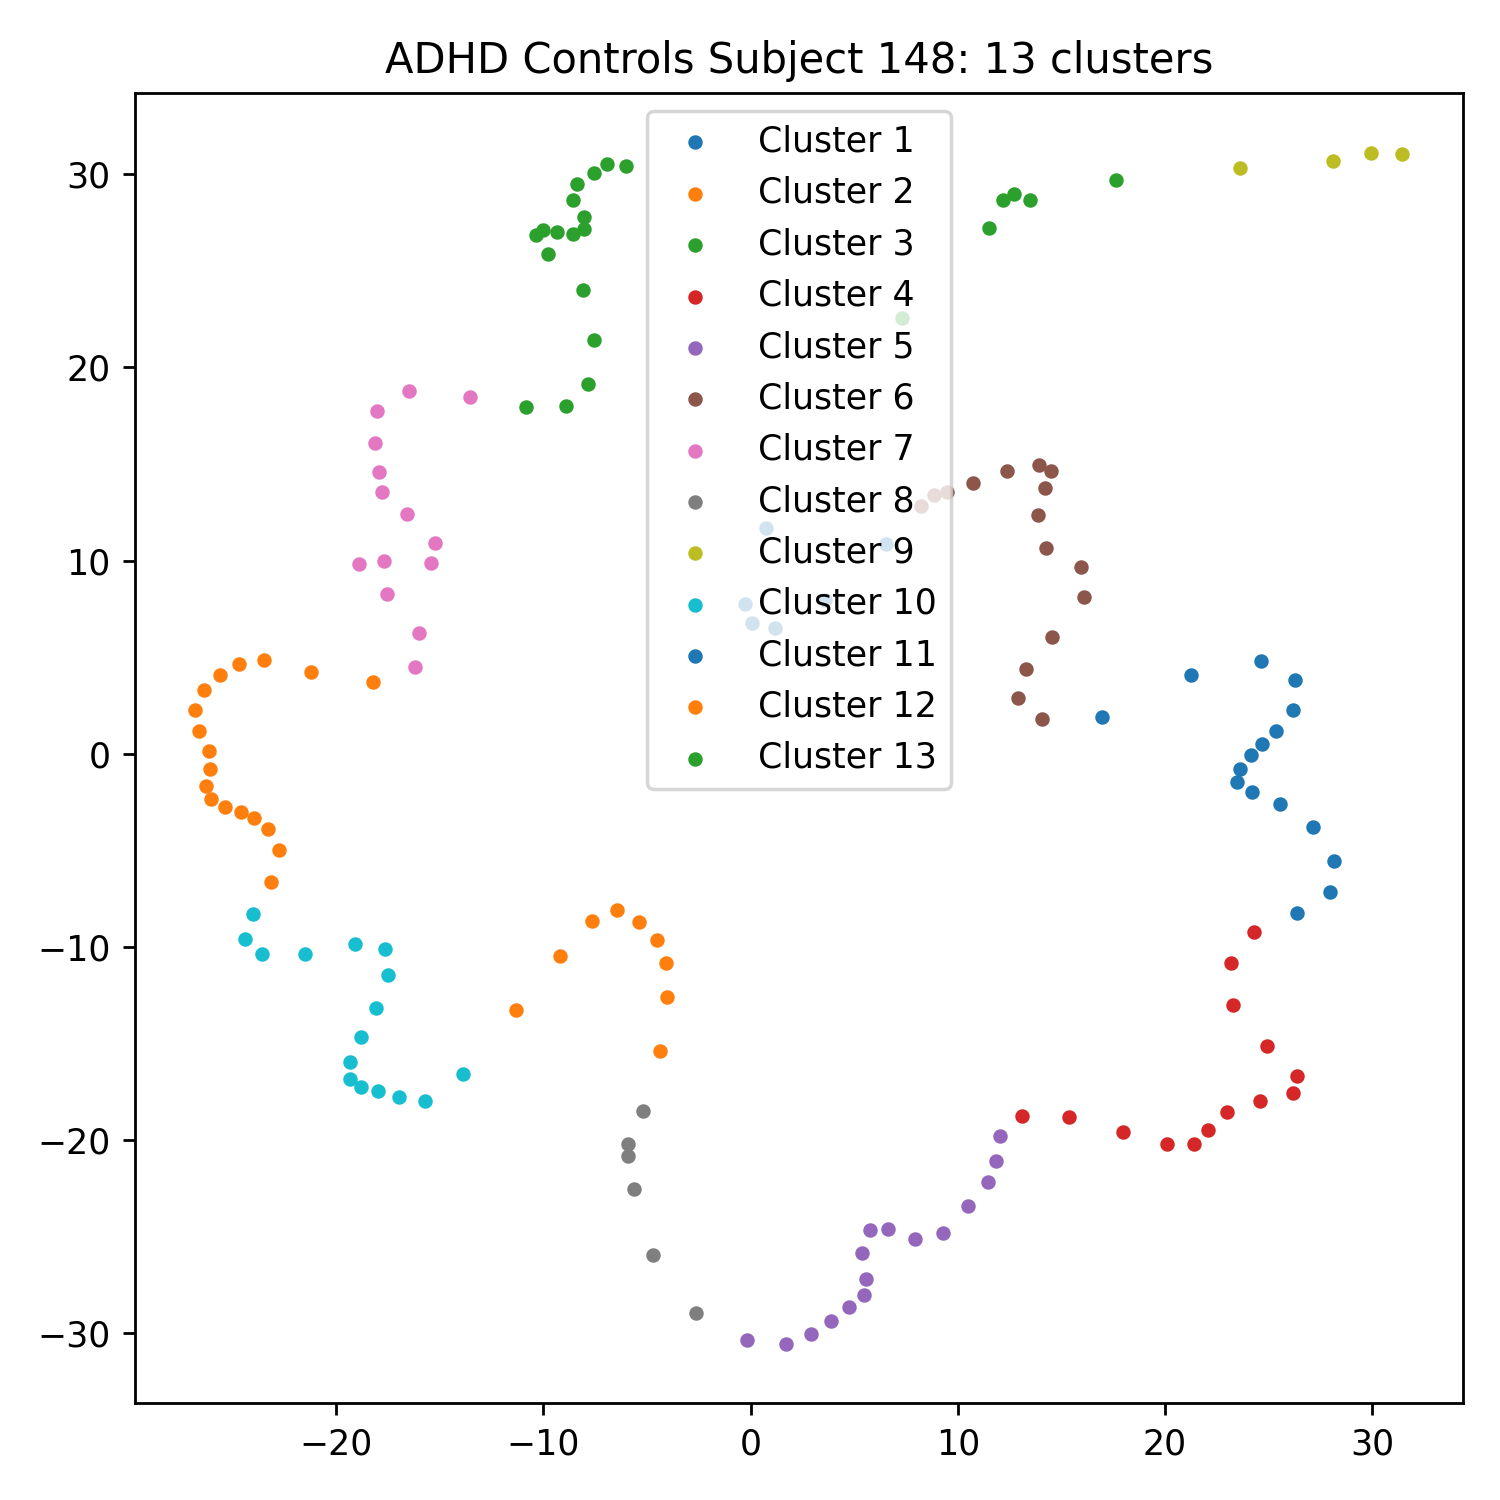 ADHD Controls Subject 148: 13 clusters
Cluster 1
Cluster 2
Cluster 3
Cluster 4
Cluster 5
Cluster 6
Cluster 7
Cluster 8
Cluster 9
Cluster 10
Cluster 11
Cluster 12
Cluster 13
30
20
10
0
−10
−20
−30
−20 −10 0 10 20 30